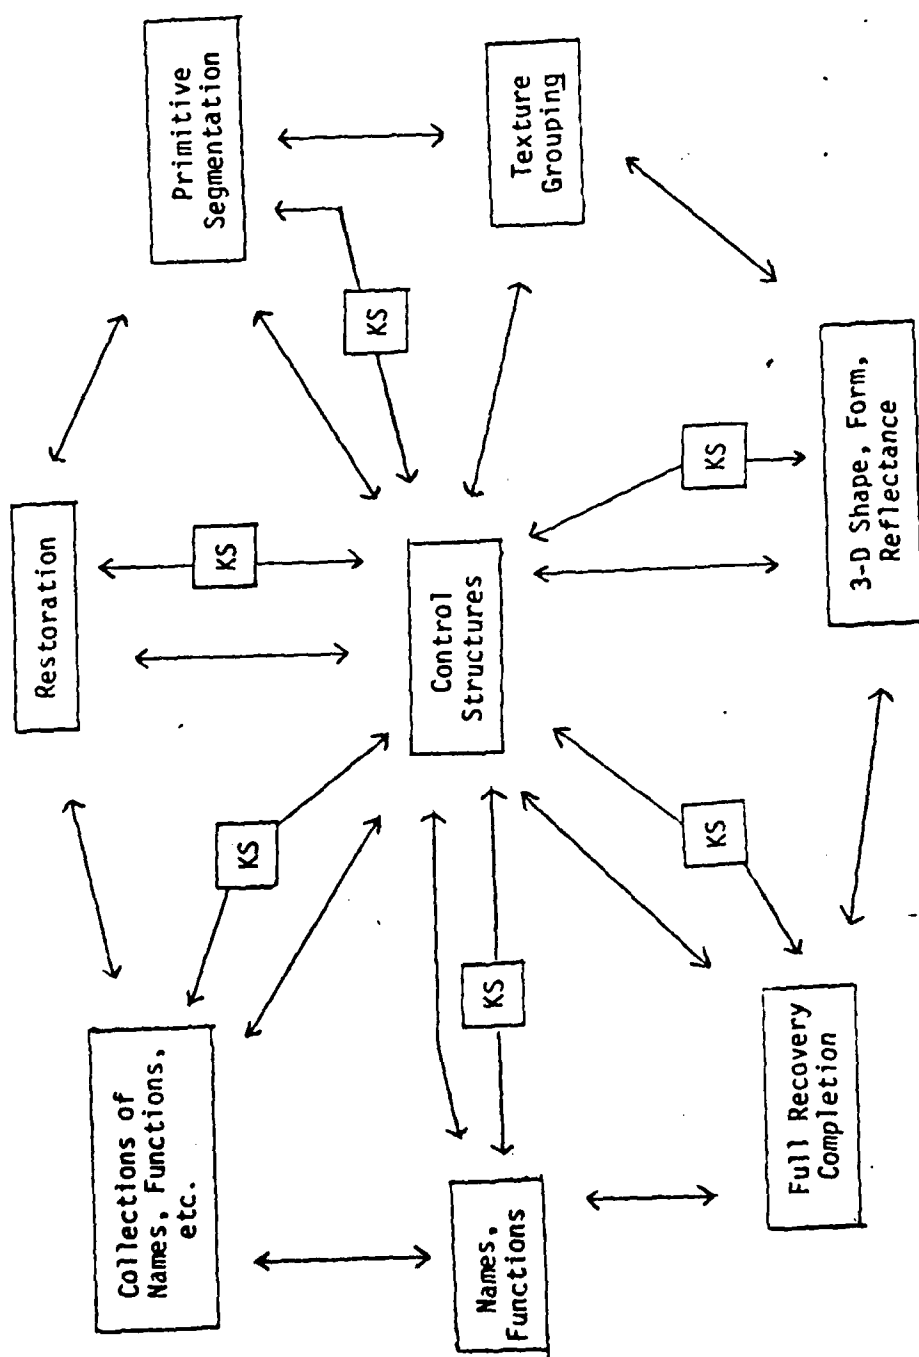 Collections of
Names, Functions,
etc.
Restoration
Primitive
Segmentation
KS
KS
KS
Names,
Functions
KS
Control
Structures
Texture
Grouping
KS
KS
Full Recovery
Completion
3-D Shape, Form,
Reflectance